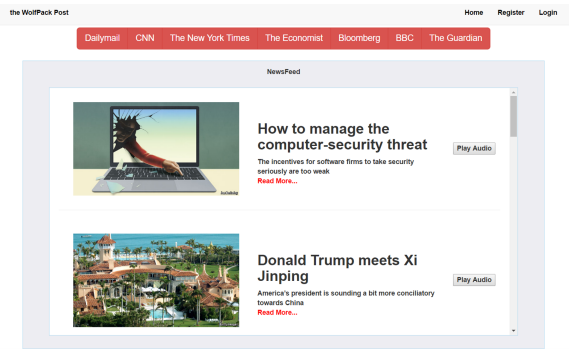 the WolfPack Post Home Register Login
Dailymail CNN The New York Times The Economist Bloomberg BBC The Guardian
NewsFeed
How to manage the
computer-security threat
The incentives for software firms to take security
seriously are too weak
Read More...
Play Audio
Donald Trump meets Xi
Jinping
America's president is sounding a bit more conciliatory
towards China
Read More...
Play Audio